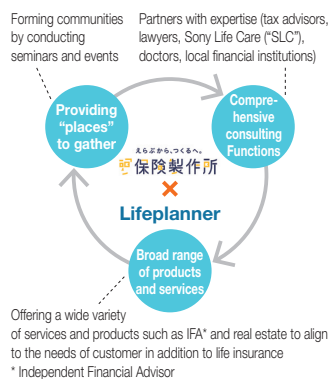 Forming communities
by conducting
seminars and events
Partners with expertise (tax advisors,
lawyers, Sony Life Care (“SLC”),
doctors, local financial institutions)
Providing
“places”
to gather
Compre-
hensive
consulting
Functions
えらぶから、つくるへ。
保険製作所
×
Lifeplanner
Broad range
of products
and services
Offering a wide variety
of services and products such as IFA* and real estate to align
to the needs of customer in addition to life insurance
* Independent Financial Advisor